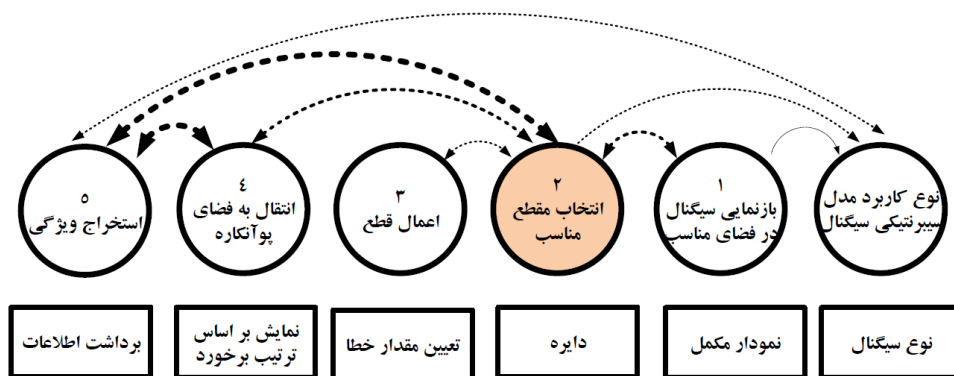 نوع کاربرد مدل
سیبرنتیکی سیگنال
۱
بازنمایی سیگنال
در فضای مناسب
۲
انتخاب مقطع
مناسب
۳
اعمال قطع
٤
انتقال به فضای
پوآنکاره
۵
استخراج ویژگی
نوع سیگنال
نمودار مکمل
دایره
تعیین مقدار خطا
نمایش بر اساس
ترتیب برخورد
برداشت اطلاعات